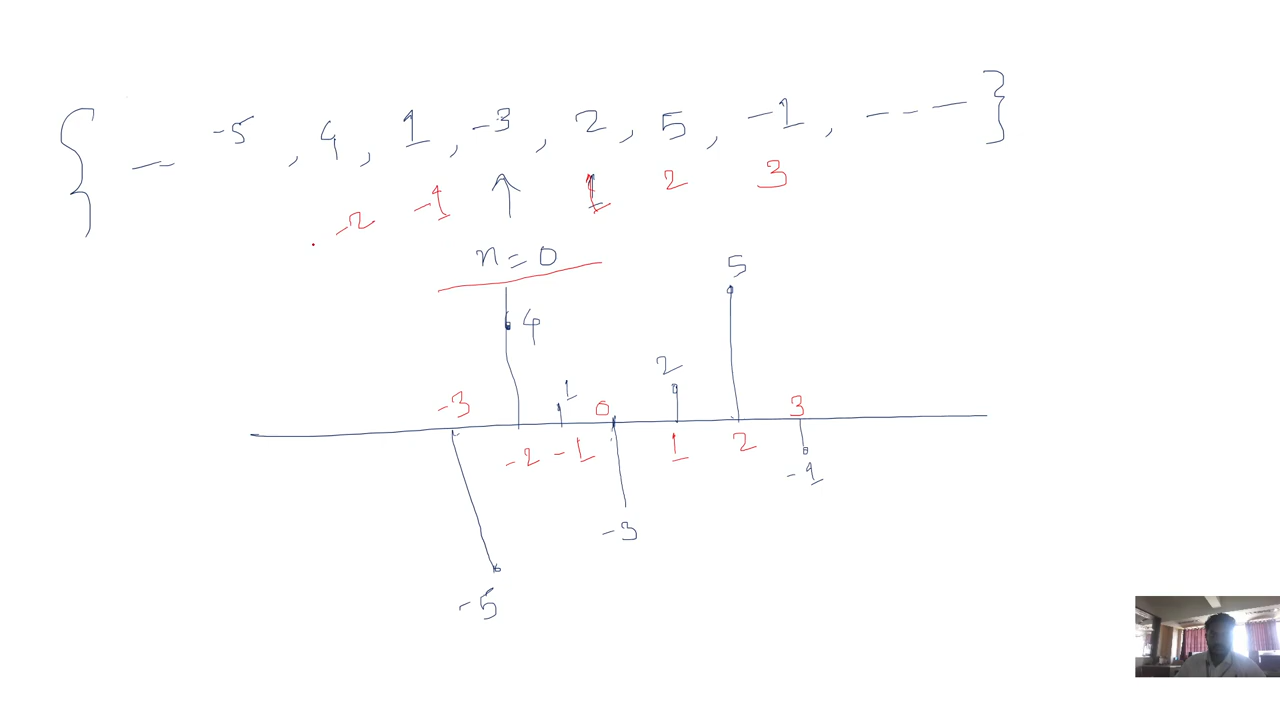 { -- -5 , 4 , 1 , -3 , 2 , 5 , -1 , --- }
-2 -1 ↑ 1 2 3
n = 0
5
4
2
1
-3 0 3
-2 -1 1 2
-1
-3
-5